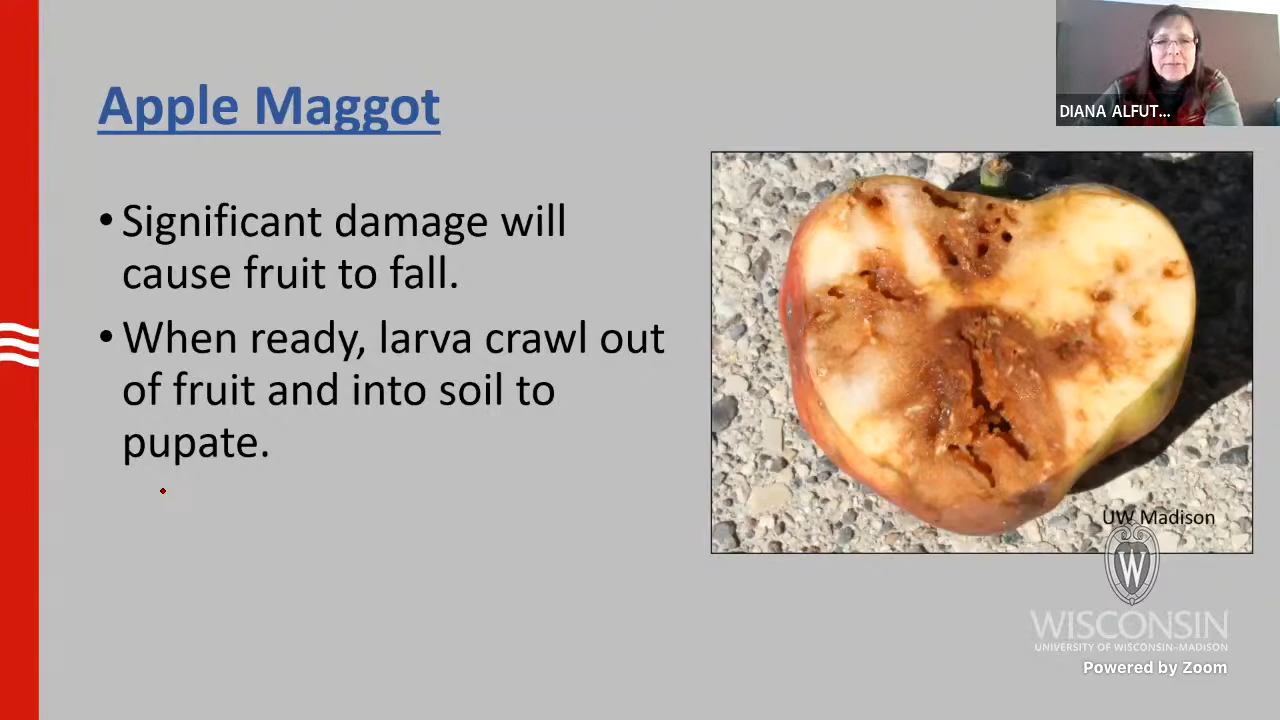 Apple Maggot
DIANA ALFUT...
• Significant damage will
cause fruit to fall.
• When ready, larva crawl out
of fruit and into soil to
pupate.
UW Madison
W
WISCONSIN
UNIVERSITY OF WISCONSIN–MADISON
Powered by Zoom